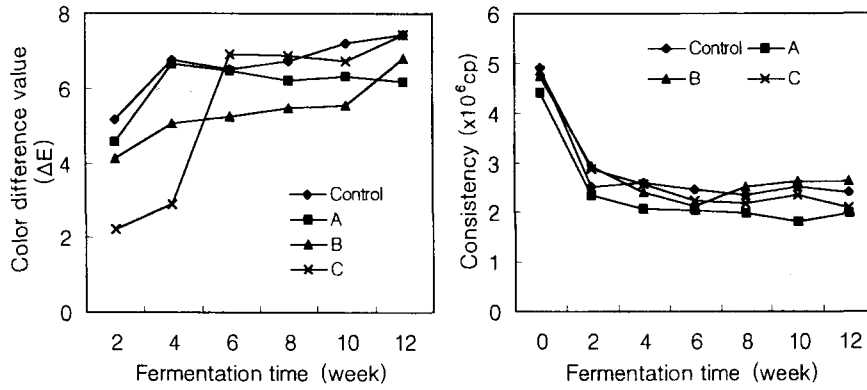 8
6
4
2
0
Color difference value
(ΔE)
Control
A
B
C
2 4 6 8 10 12
Fermentation time (week)
6
5
4
3
2
1
0
Consistency (x10⁶cp)
Control A
B C
0 2 4 6 8 10 12
Fermentation time (week)